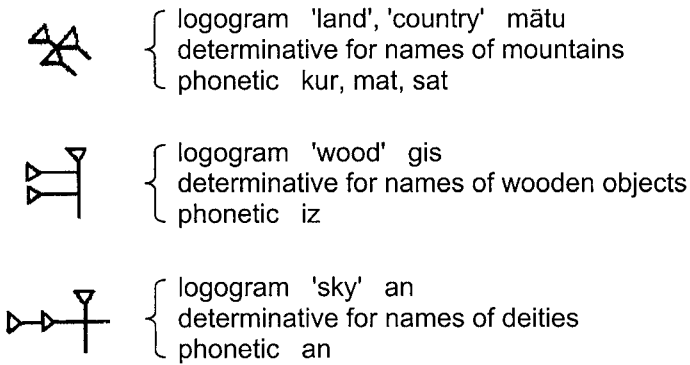 𒆳 logogram 'land', 'country' mātu
determinative for names of mountains
phonetic kur, mat, sat
𒄑 logogram 'wood' gis
determinative for names of wooden objects
phonetic iz
𒀭 logogram 'sky' an
determinative for names of deities
phonetic an